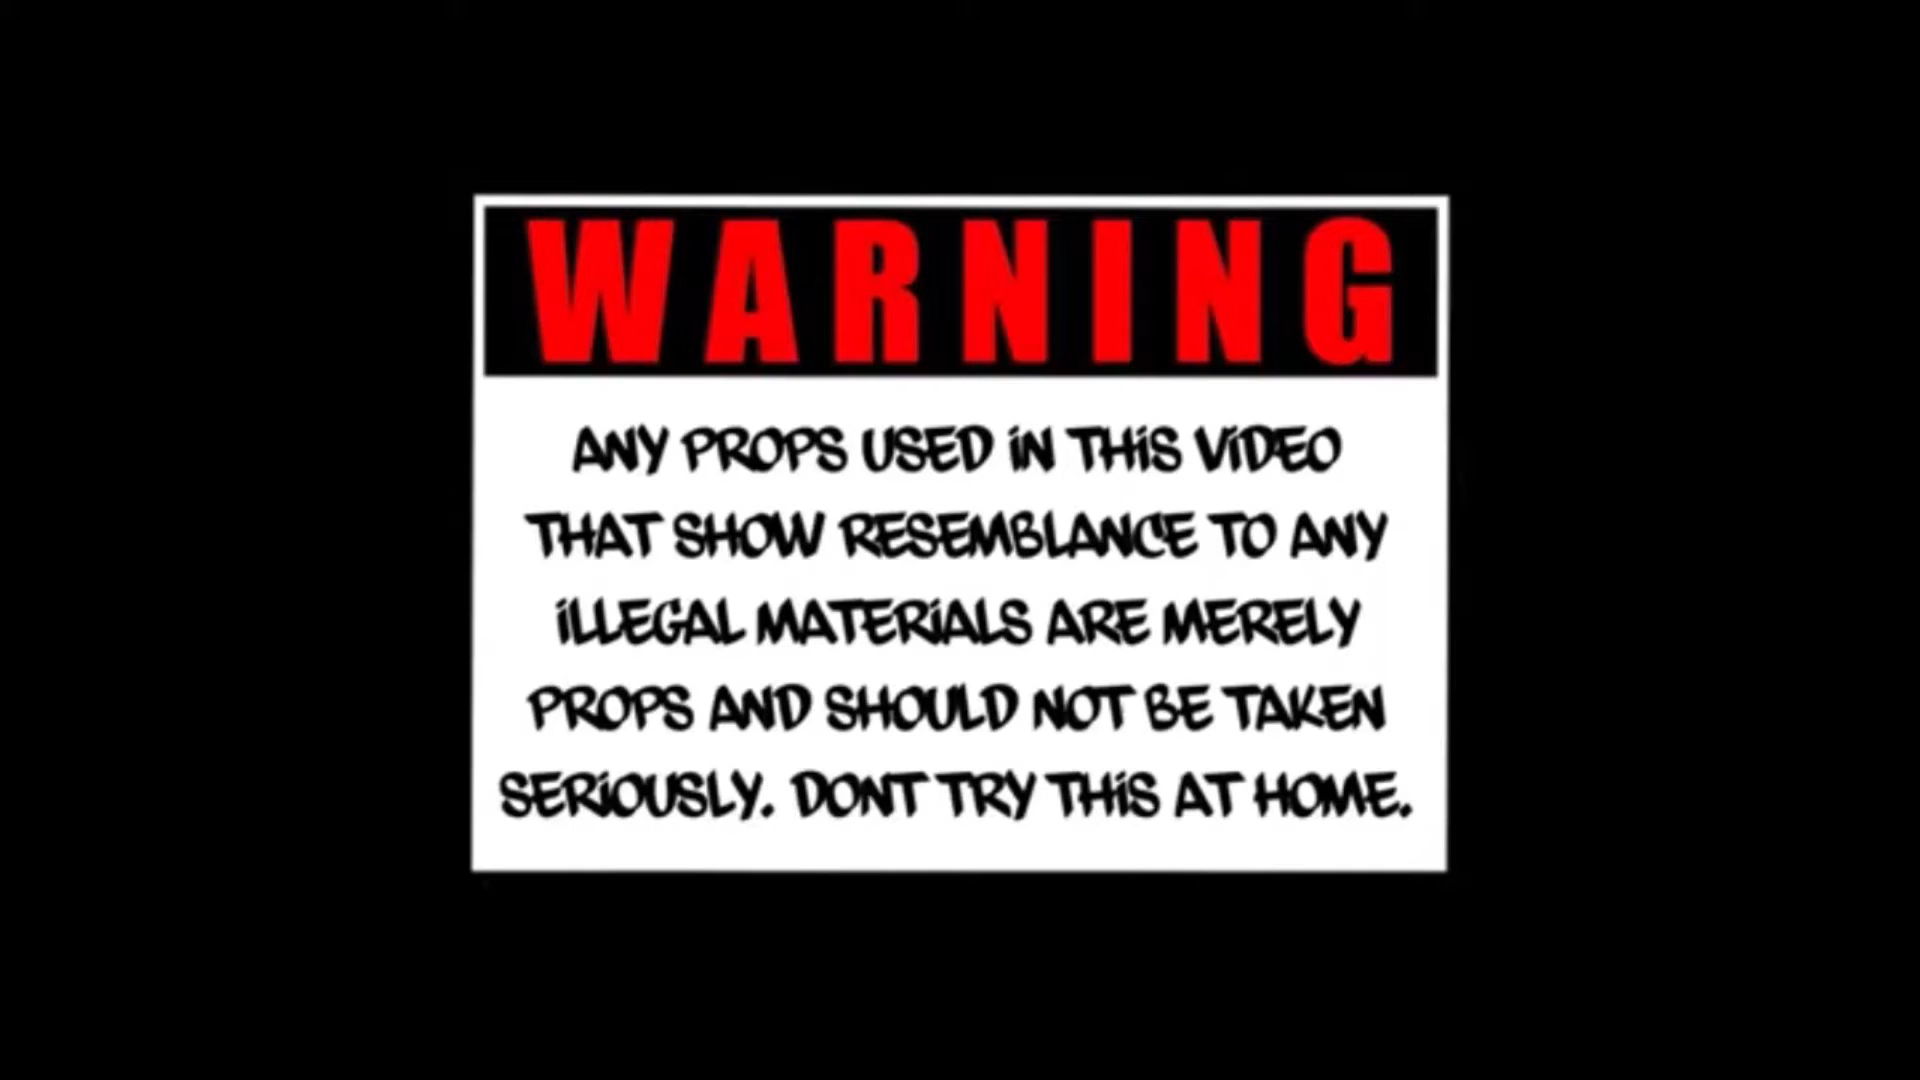 WARNING
ANY PROPS USED iN THiS ViDEO
THAT SHOW RESEMBLANCE TO ANY
iLLEGAL MATERiALS ARE MERELY
PROPS AND SHOULD NOT BE TAKEN
SERiOUSLY. DONT TRY THiS AT HOME.